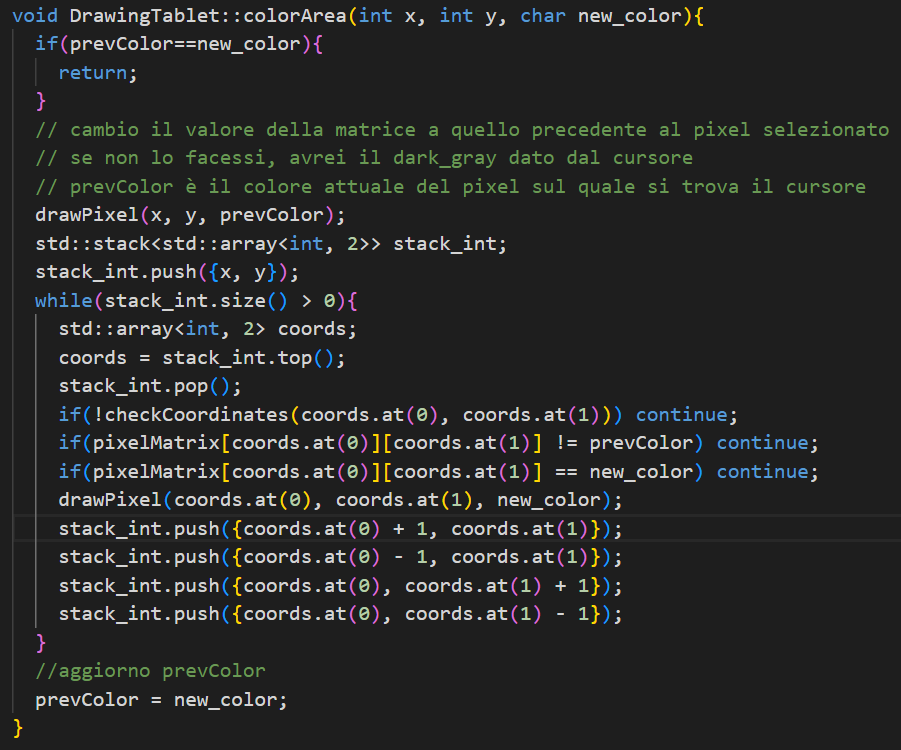 void DrawingTablet::colorArea(int x, int y, char new_color){
if(prevColor==new_color){
return;
}
// cambio il valore della matrice a quello precedente al pixel selezionato
// se non lo facessi, avrei il dark_gray dato dal cursore
// prevColor è il colore attuale del pixel sul quale si trova il cursore
drawPixel(x, y, prevColor);
std::stack<std::array<int, 2>> stack_int;
stack_int.push({x, y});
while(stack_int.size() > 0){
std::array<int, 2> coords;
coords = stack_int.top();
stack_int.pop();
if(!checkCoordinates(coords.at(0), coords.at(1))) continue;
if(pixelMatrix[coords.at(0)][coords.at(1)] != prevColor) continue;
if(pixelMatrix[coords.at(0)][coords.at(1)] == new_color) continue;
drawPixel(coords.at(0), coords.at(1), new_color);
stack_int.push({coords.at(0) + 1, coords.at(1)});
stack_int.push({coords.at(0) - 1, coords.at(1)});
stack_int.push({coords.at(0), coords.at(1) + 1});
stack_int.push({coords.at(0), coords.at(1) - 1});
}
//aggiorno prevColor
prevColor = new_color;
}